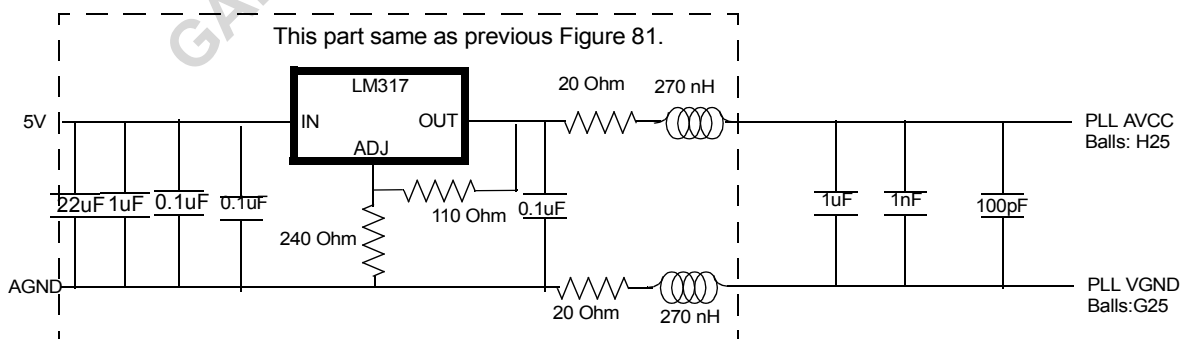 This part same as previous Figure 81.
LM317
20 Ohm
270 nH
5V
IN
OUT
PLL AVCC
Balls: H25
ADJ
22uF
1uF
0.1uF
0.1uF
110 Ohm
0.1uF
1uF
1nF
100pF
240 Ohm
AGND
20 Ohm
270 nH
PLL VGND
Balls:G25